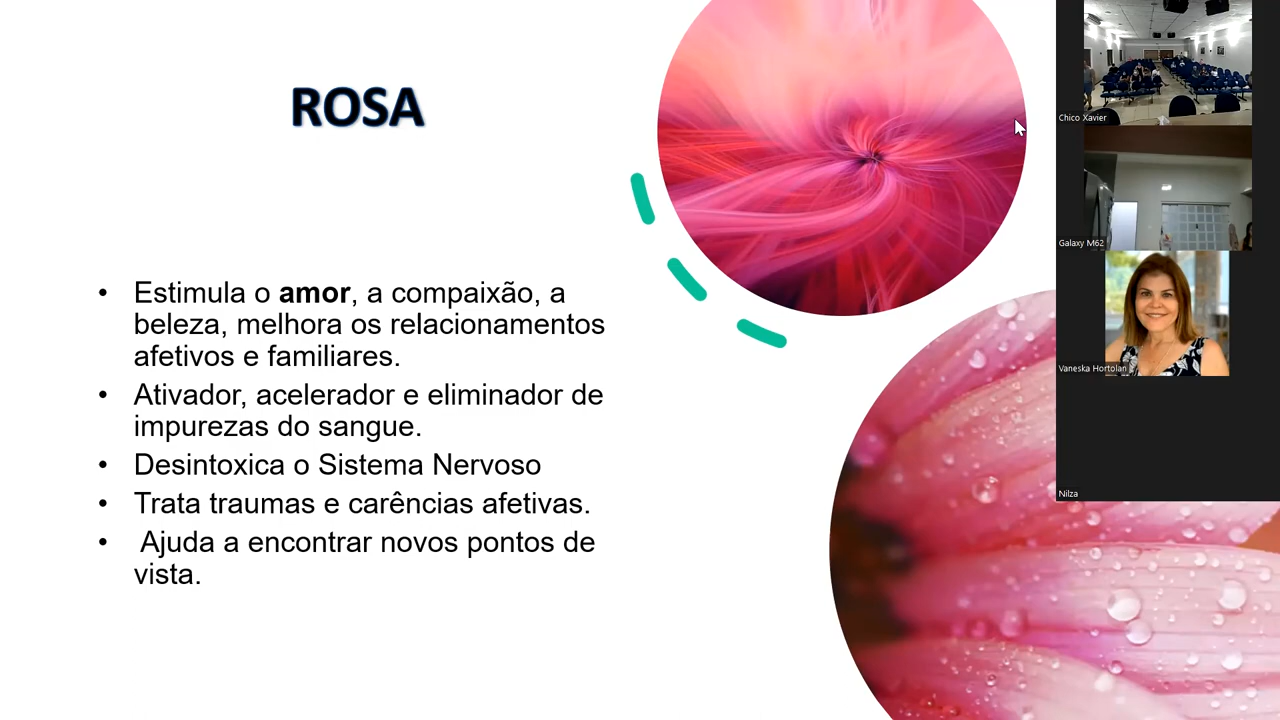 ROSA
• Estimula o amor, a compaixão, a
beleza, melhora os relacionamentos
afetivos e familiares.
• Ativador, acelerador e eliminador de
impurezas do sangue.
• Desintoxica o Sistema Nervoso
• Trata traumas e carências afetivas.
• Ajuda a encontrar novos pontos de
vista.
Chico Xavier
Galaxy M62
Vaneska Hortolan
Nilza